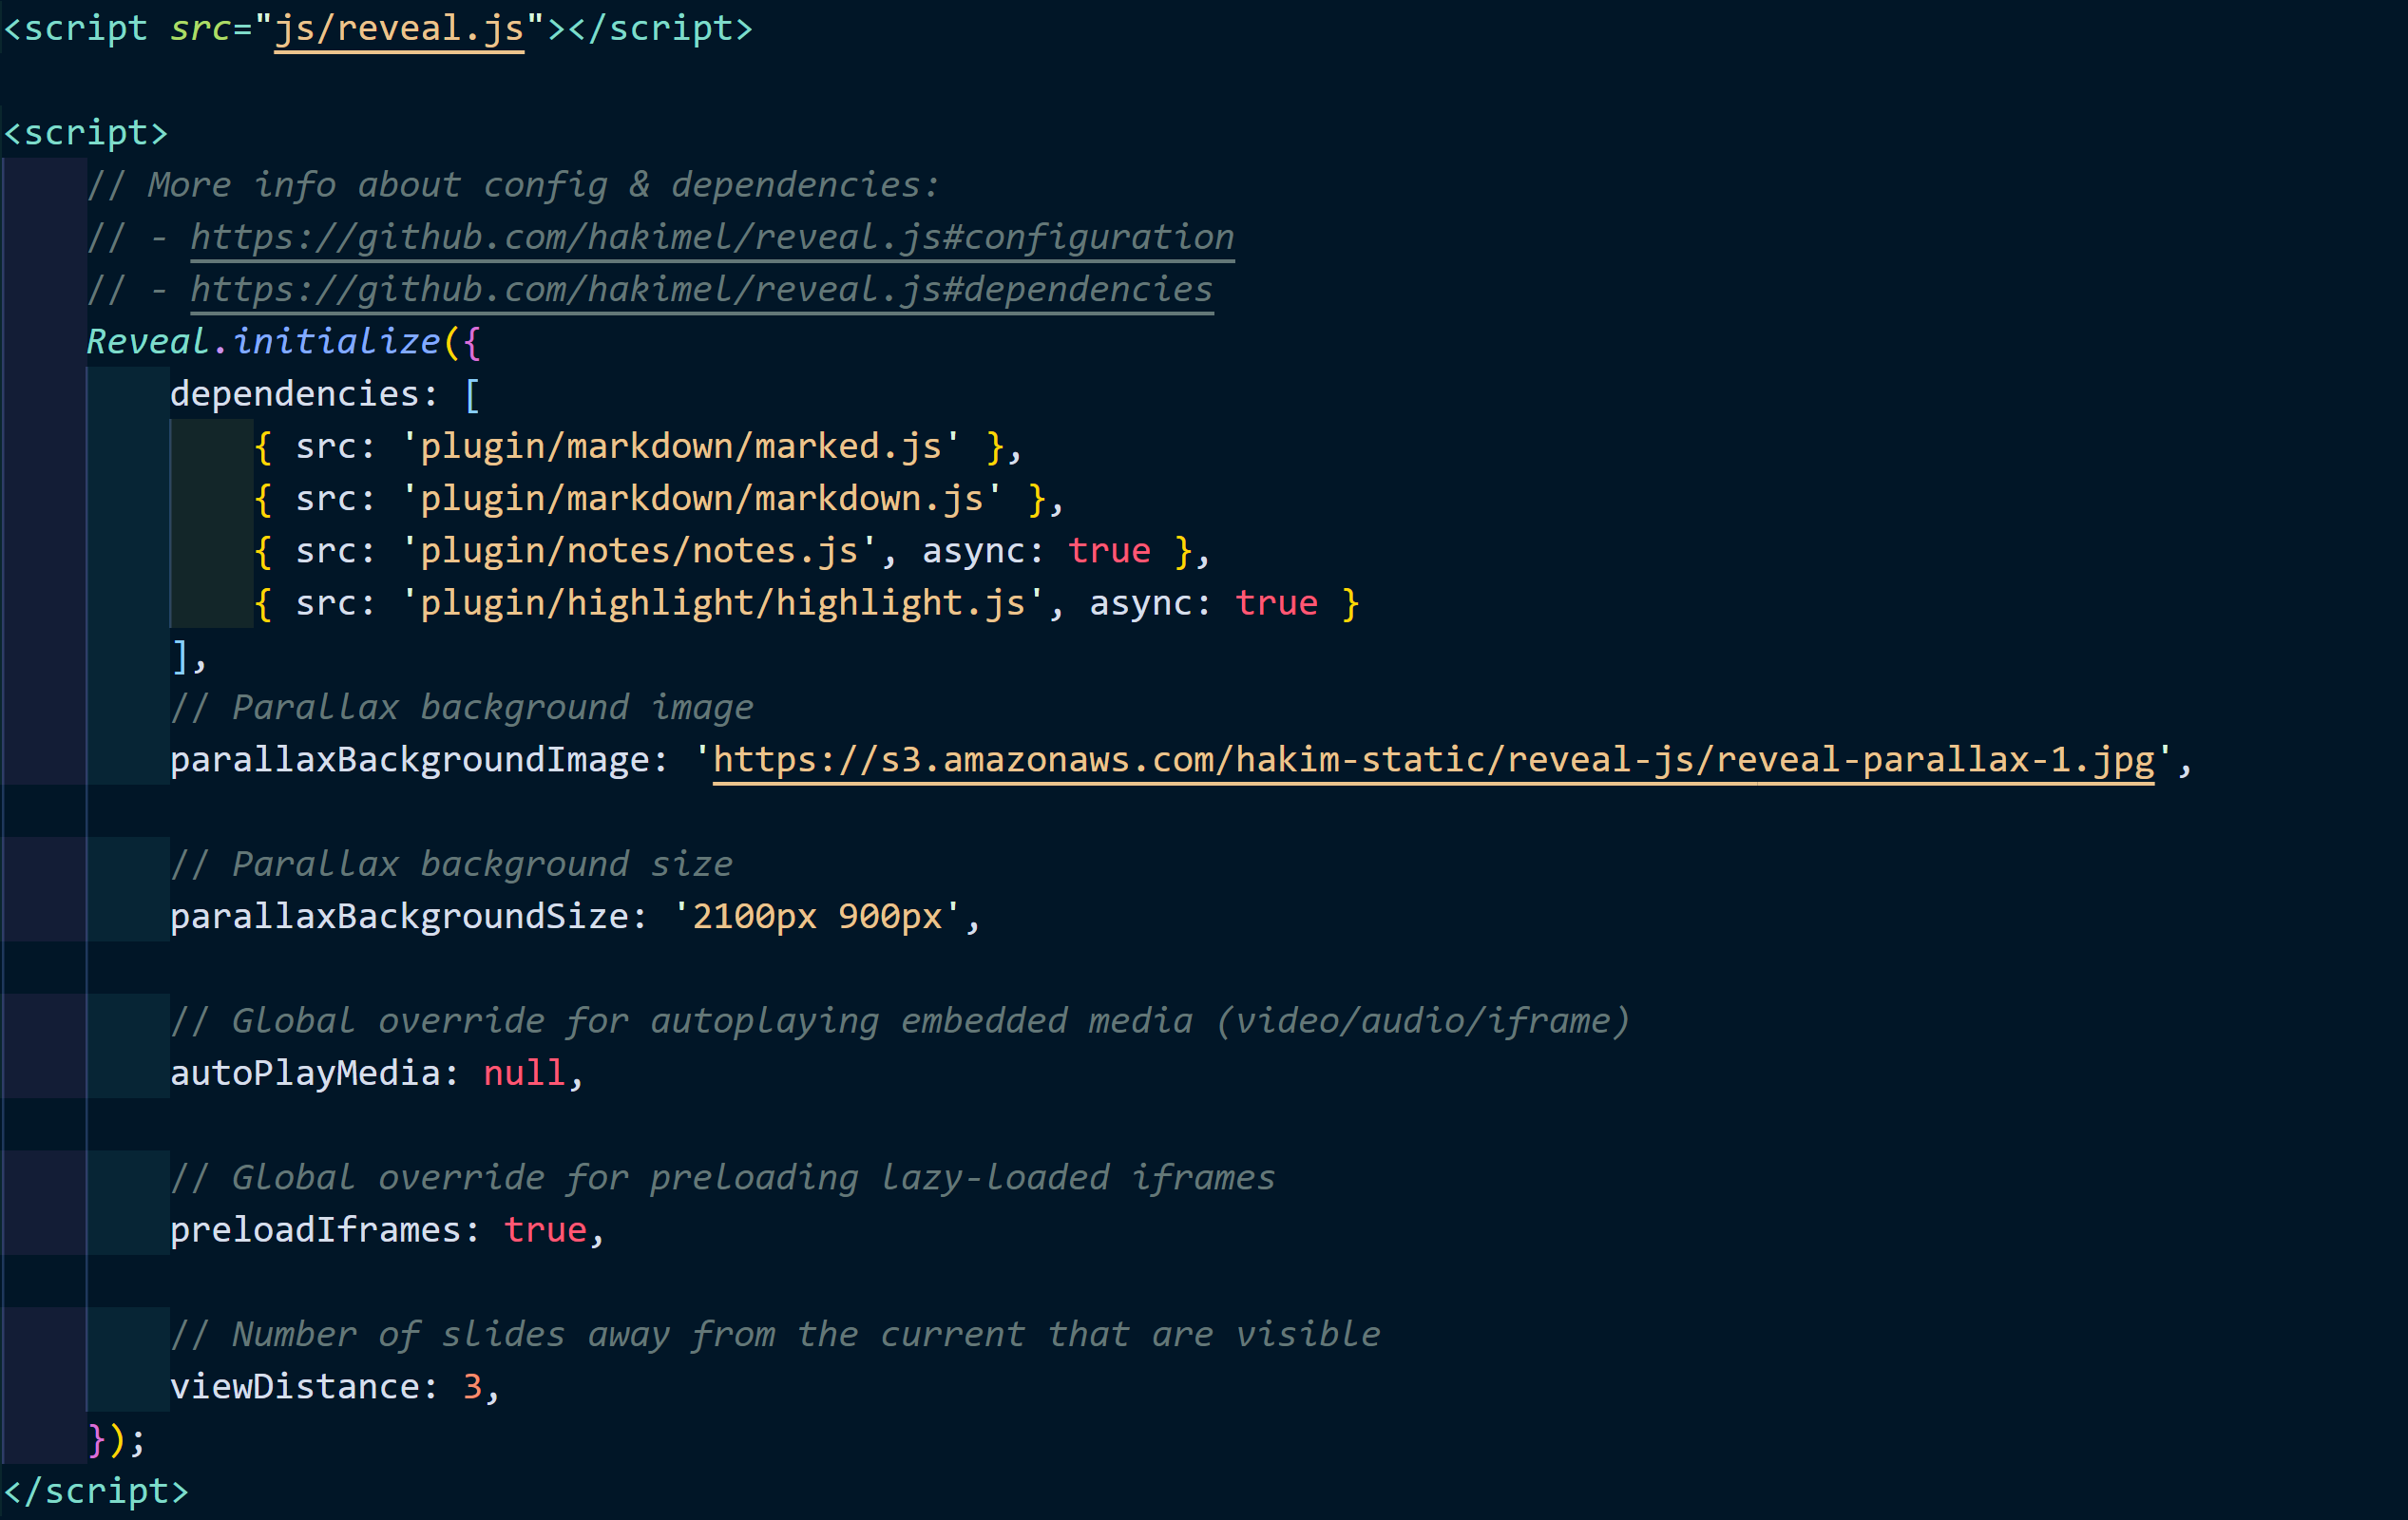 <script src="js/reveal.js"></script>

<script>
    // More info about config & dependencies:
    // - https://github.com/hakimel/reveal.js#configuration
    // - https://github.com/hakimel/reveal.js#dependencies
    Reveal.initialize({
        dependencies: [
            { src: 'plugin/markdown/marked.js' },
            { src: 'plugin/markdown/markdown.js' },
            { src: 'plugin/notes/notes.js', async: true },
            { src: 'plugin/highlight/highlight.js', async: true }
        ],
        // Parallax background image
        parallaxBackgroundImage: 'https://s3.amazonaws.com/hakim-static/reveal-js/reveal-parallax-1.jpg',

        // Parallax background size
        parallaxBackgroundSize: '2100px 900px',

        // Global override for autoplaying embedded media (video/audio/iframe)
        autoPlayMedia: null,

        // Global override for preloading lazy-loaded iframes
        preloadIframes: true,

        // Number of slides away from the current that are visible
        viewDistance: 3,
    });
</script>